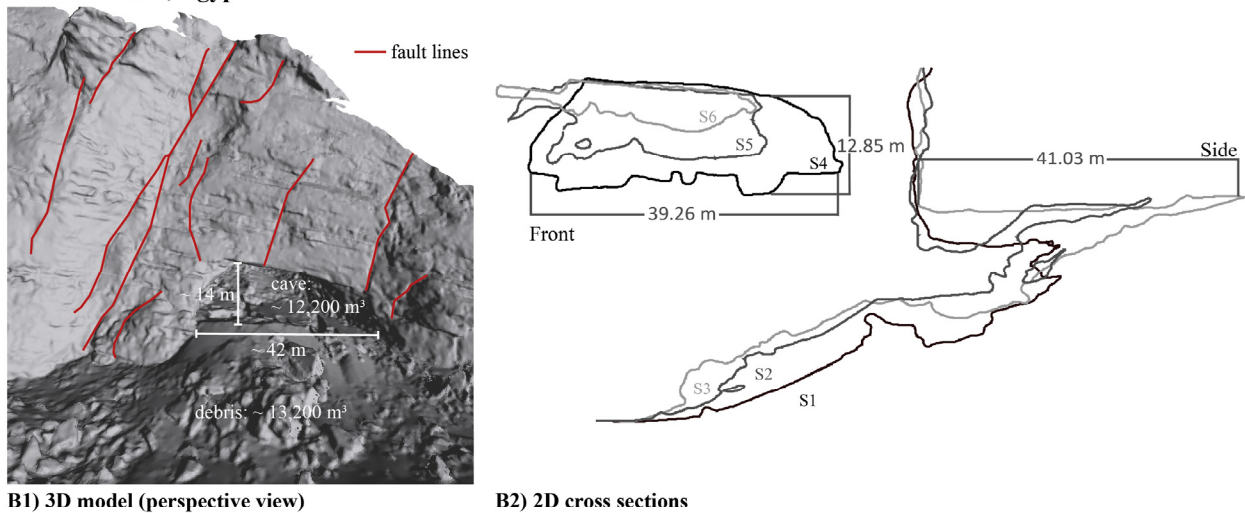 fault lines
cave:
~ 12,200 m³
~ 14 m
~ 42 m
debris: ~ 13,200 m³
B1) 3D model (perspective view)
S6
S5
S4
12.85 m
39.26 m
Front
Side
41.03 m
S3
S2
S1
B2) 2D cross sections